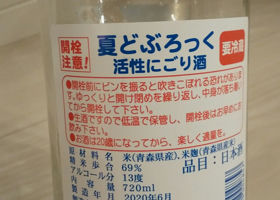 開栓
注意!
夏どぶろっく
活性にごり酒
要冷蔵
●開栓前にビンを振ると吹きこぼれる恐れがありま
す。ゆっくりと開け閉めを繰り返し、中身が落ち着い
てから開栓して下さい。
●生酒ですので低温で保管し、開栓後はお早めにお
飲み下さい。
●お酒は20歳になってから。楽しく適量を。
原材料名 米(青森県産)、米麹(青森県産米)
精米歩合 69%
アルコール分 13度
内容量 720ml
製造年月 2020年6月
品目:日本酒